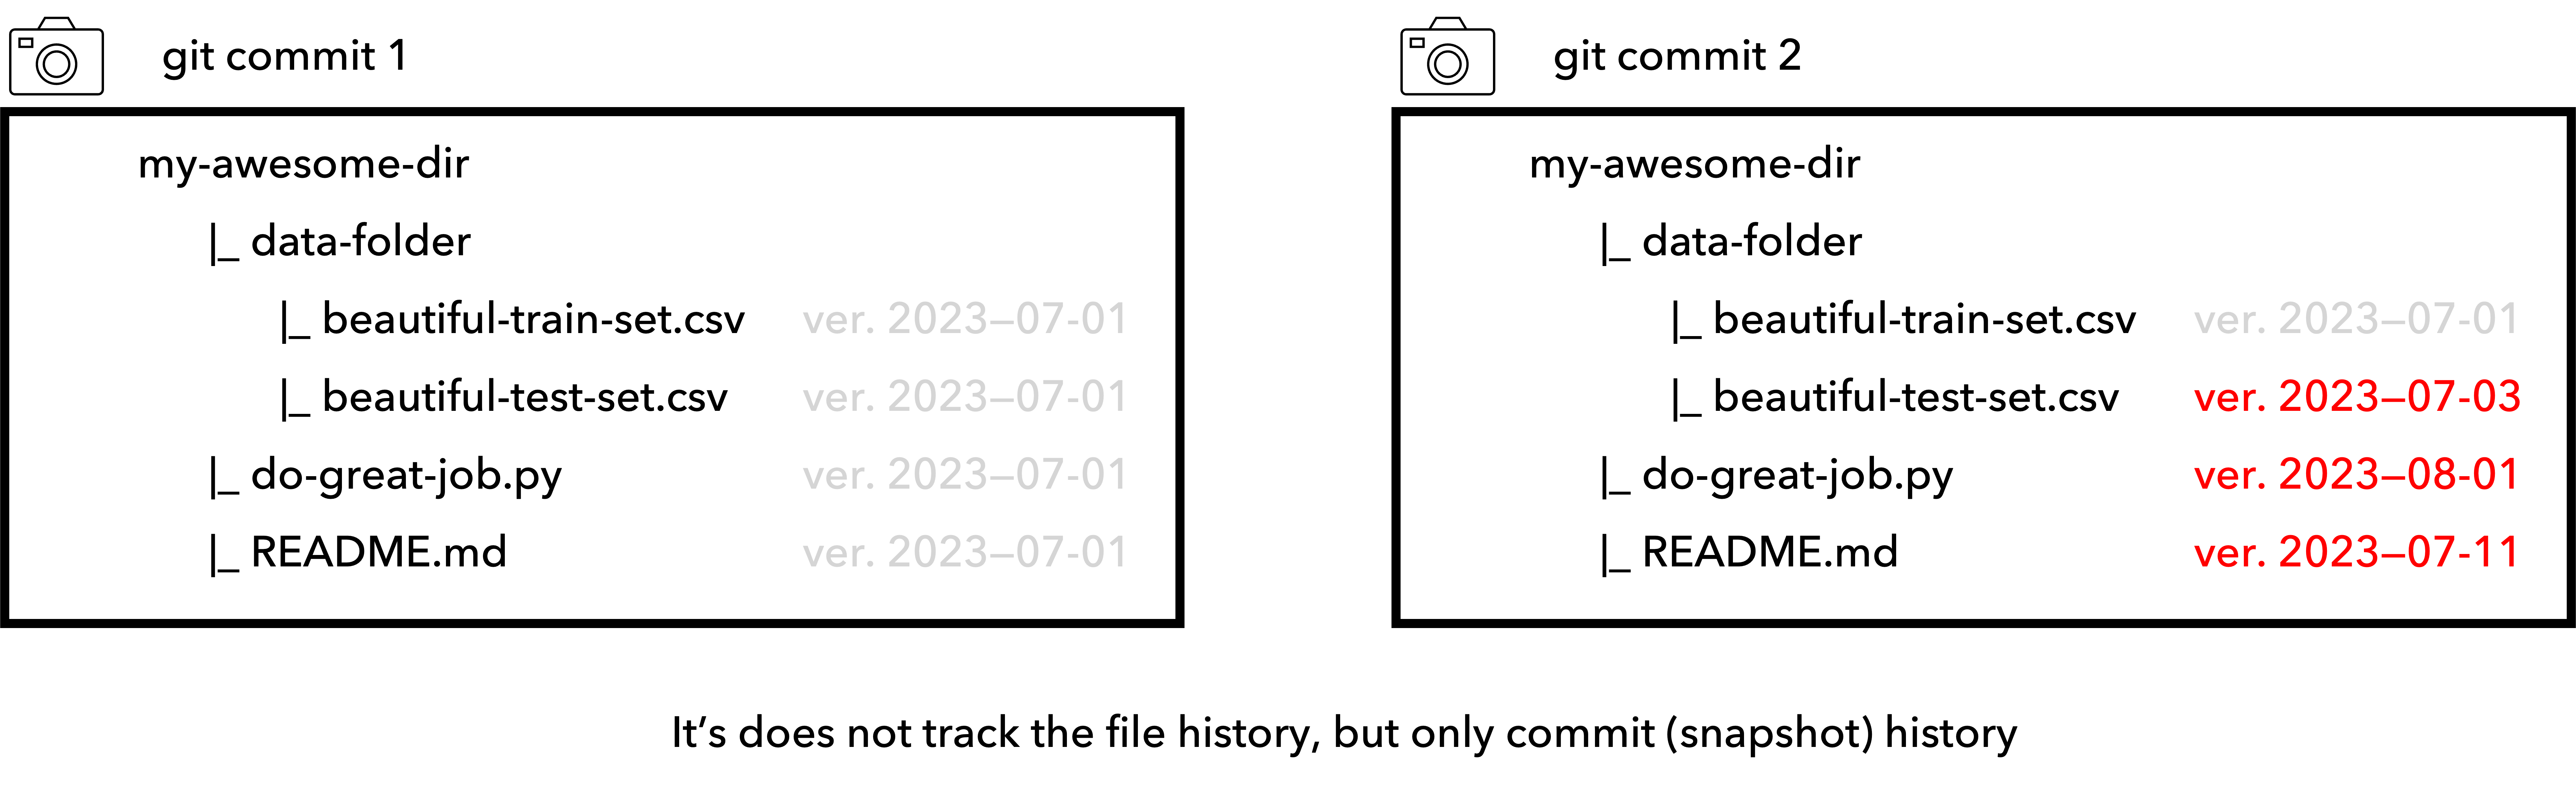 git commit 1
my-awesome-dir
|_ data-folder
|_ beautiful-train-set.csv ver. 2023–07-01
|_ beautiful-test-set.csv ver. 2023–07-01
|_ do-great-job.py ver. 2023–07-01
|_ README.md ver. 2023–07-01
git commit 2
my-awesome-dir
|_ data-folder
|_ beautiful-train-set.csv ver. 2023–07-01
|_ beautiful-test-set.csv ver. 2023–07-03
|_ do-great-job.py ver. 2023–08-01
|_ README.md ver. 2023–07-11
It’s does not track the file history, but only commit (snapshot) history